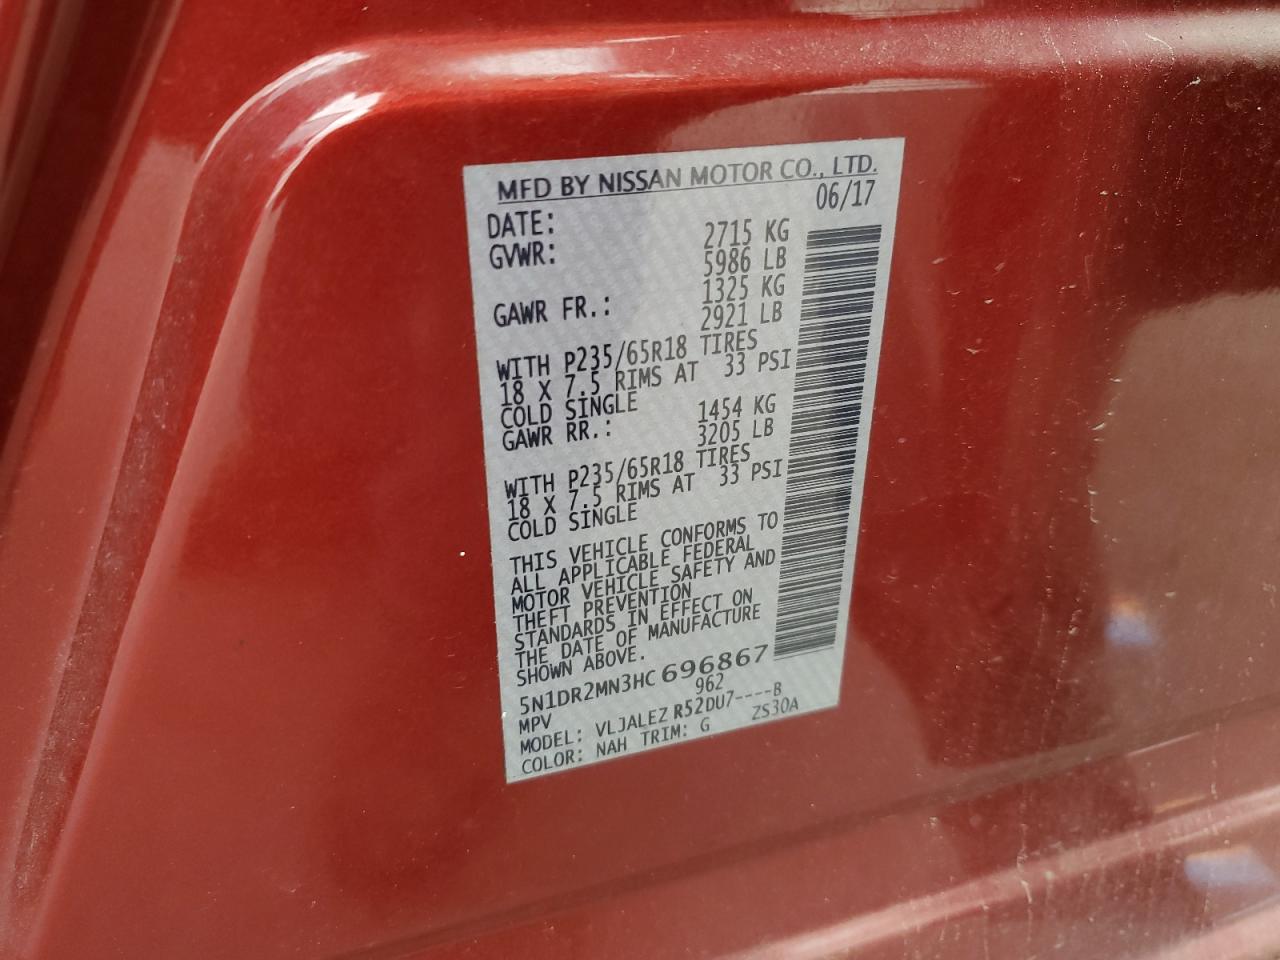 MFD BY NISSAN MOTOR CO., LTD.
DATE: 06/17
GVWR: 2715 KG
5986 LB
GAWR FR.: 1325 KG
2921 LB
WITH P235/65R18 TIRES
18 X 7.5 RIMS AT 33 PSI
COLD SINGLE
GAWR RR.: 1454 KG
3205 LB
WITH P235/65R18 TIRES
18 X 7.5 RIMS AT 33 PSI
COLD SINGLE
THIS VEHICLE CONFORMS TO
ALL APPLICABLE FEDERAL
MOTOR VEHICLE SAFETY AND
THEFT PREVENTION
STANDARDS IN EFFECT ON
THE DATE OF MANUFACTURE
SHOWN ABOVE.
5N1DR2MN3HC 696867
MPV 962
MODEL: VLJALEZ R52DU7----B
COLOR: NAH TRIM: G ZS30A